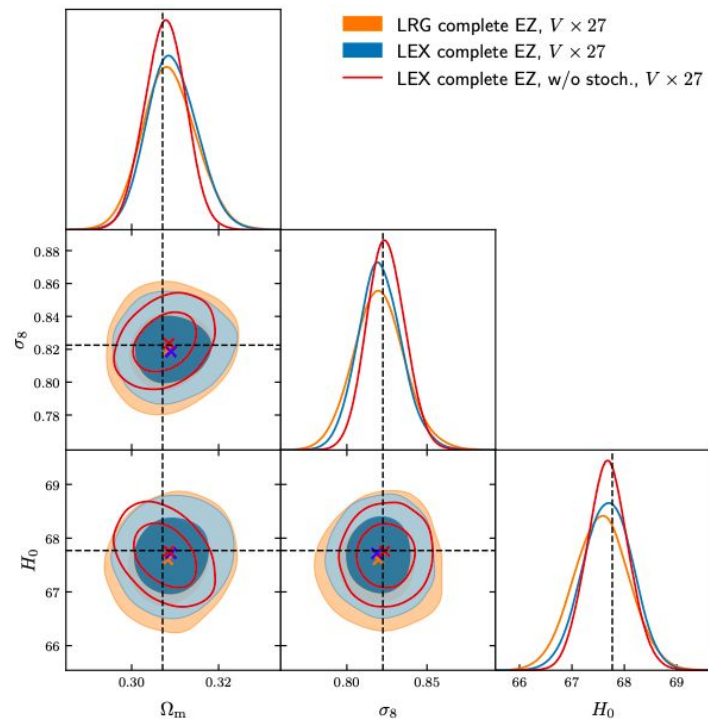 LRG complete EZ, V × 27
LEX complete EZ, V × 27
LEX complete EZ, w/o stoch., V × 27
0.88
0.86
0.84
0.82
0.80
0.78
σ8
69
68
67
66
H0
0.30 0.32
0.80 0.85
66 67 68 69
Ωm
σ8
H0